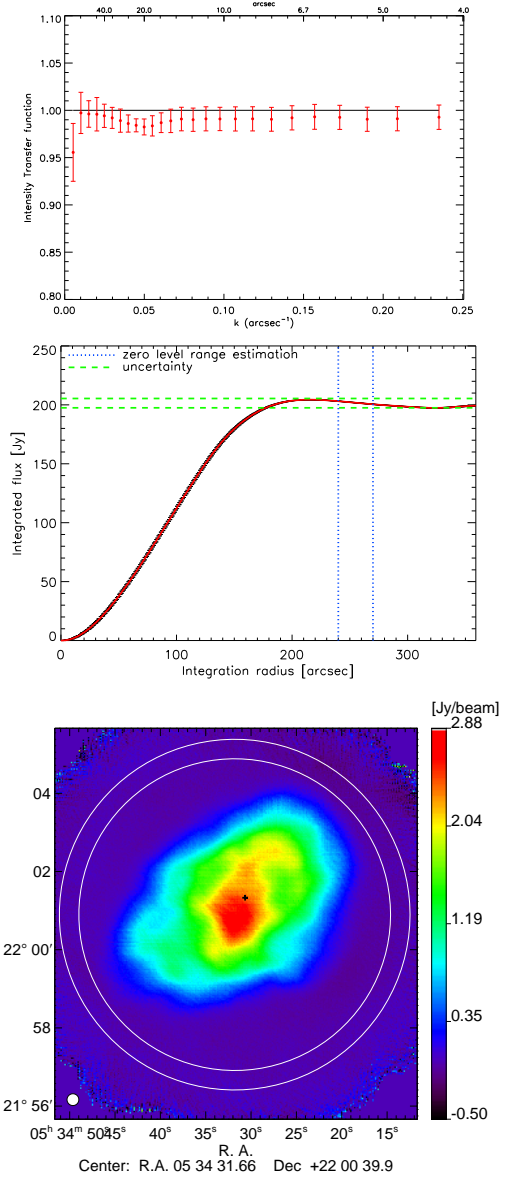 arcsec
40.0 20.0 10.0 6.7 5.0 4.0
1.10
1.05
1.00
0.95
0.90
0.85
0.80
Intensity Transfer function
0.00 0.05 0.10 0.15 0.20 0.25
k (arcsec⁻¹)
250
200
150
100
50
0
Integrated flux [Jy]
zero level range estimation
uncertainty
0 100 200 300
Integration radius [arcsec]
[Jy/beam]
2.88
2.04
1.19
0.35
-0.50
04
02
22° 00′
58
21° 56′
05ʰ 34ᵐ 50ˢ 45ˢ 40ˢ 35ˢ 30ˢ 25ˢ 20ˢ 15ˢ
R. A.
Center: R.A. 05 34 31.66 Dec +22 00 39.9